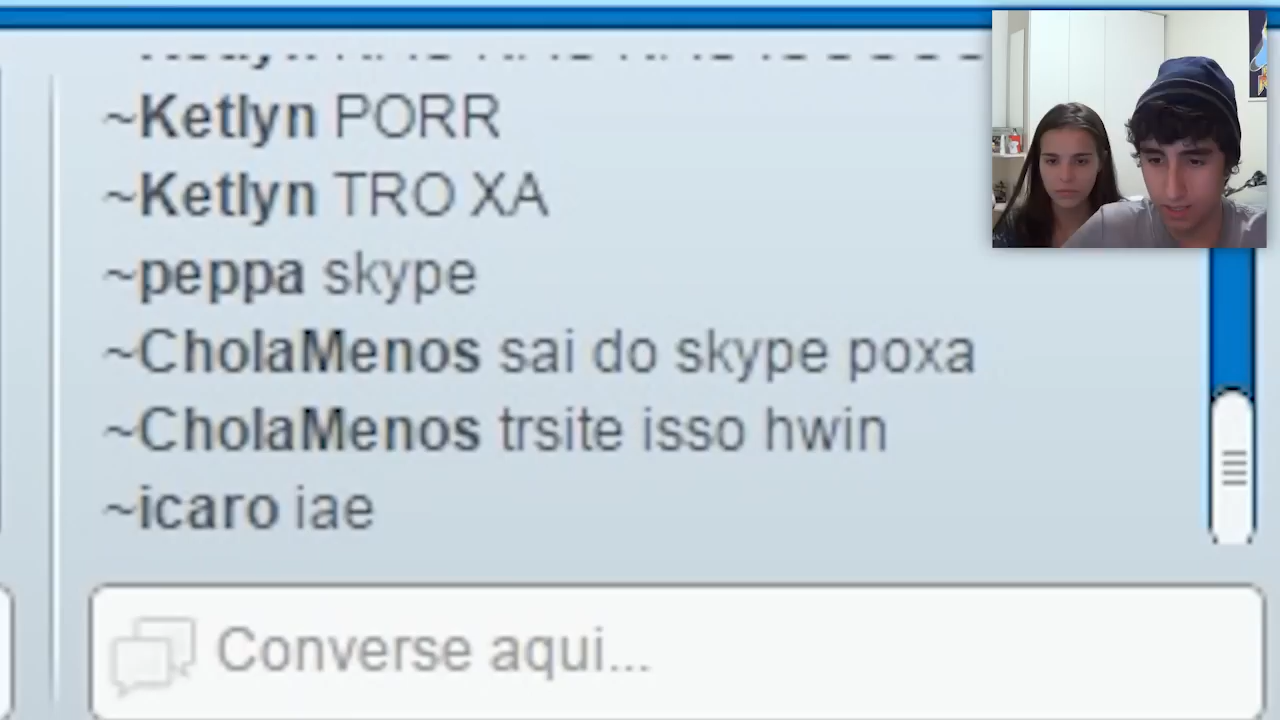 ~Ketlyn PORR
~Ketlyn TRO XA
~peppa skype
~CholaMenos sai do skype poxa
~CholaMenos trsite isso hwin
~icaro iae
Converse aqui...